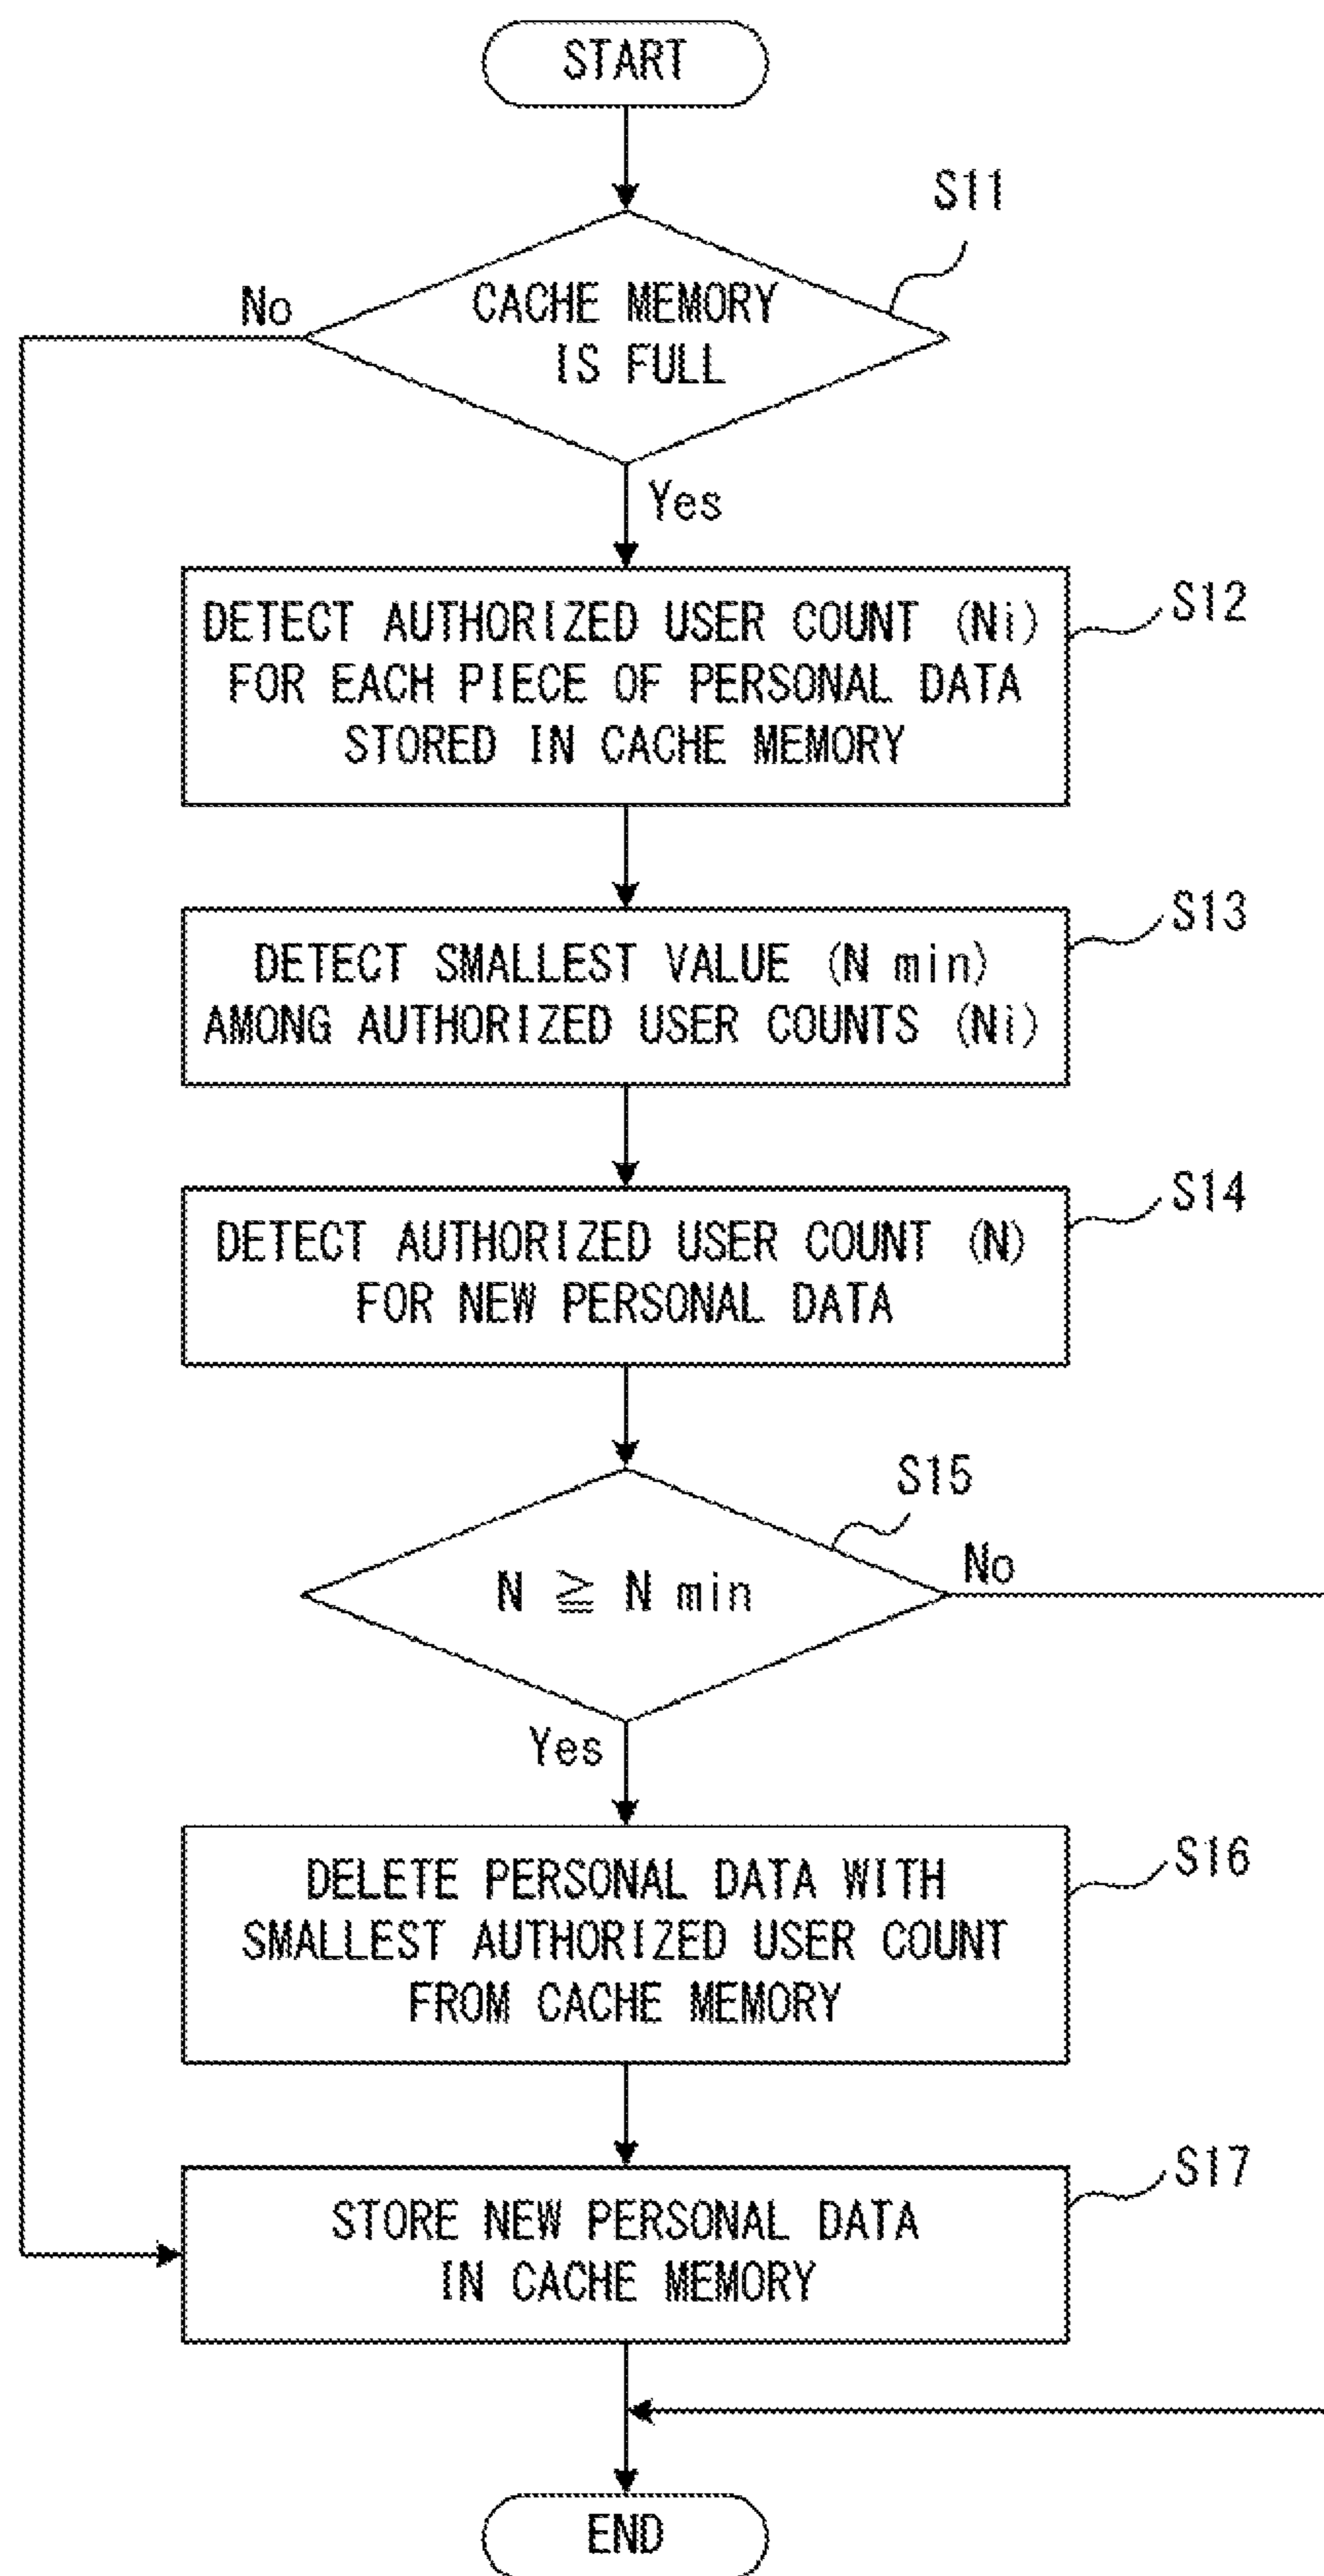 START
S11
No
CACHE MEMORY
IS FULL
Yes
S12
DETECT AUTHORIZED USER COUNT (Ni)
FOR EACH PIECE OF PERSONAL DATA
STORED IN CACHE MEMORY
S13
DETECT SMALLEST VALUE (N min)
AMONG AUTHORIZED USER COUNTS (Ni)
S14
DETECT AUTHORIZED USER COUNT (N)
FOR NEW PERSONAL DATA
S15
N ≧ N min
No
Yes
S16
DELETE PERSONAL DATA WITH
SMALLEST AUTHORIZED USER COUNT
FROM CACHE MEMORY
S17
STORE NEW PERSONAL DATA
IN CACHE MEMORY
END